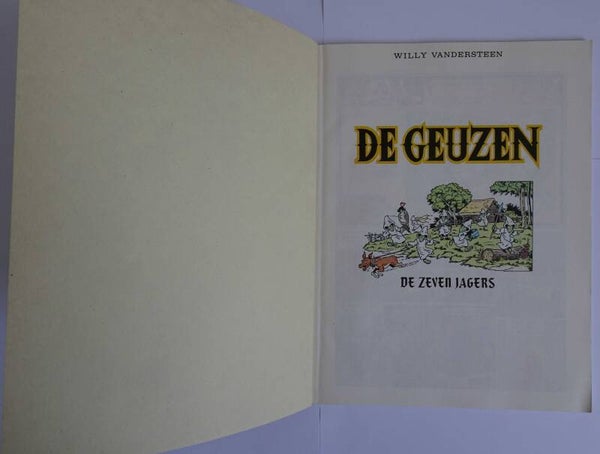 WILLY VANDERSTEEN
DE GEUZEN
DE ZEVEN JAGERS